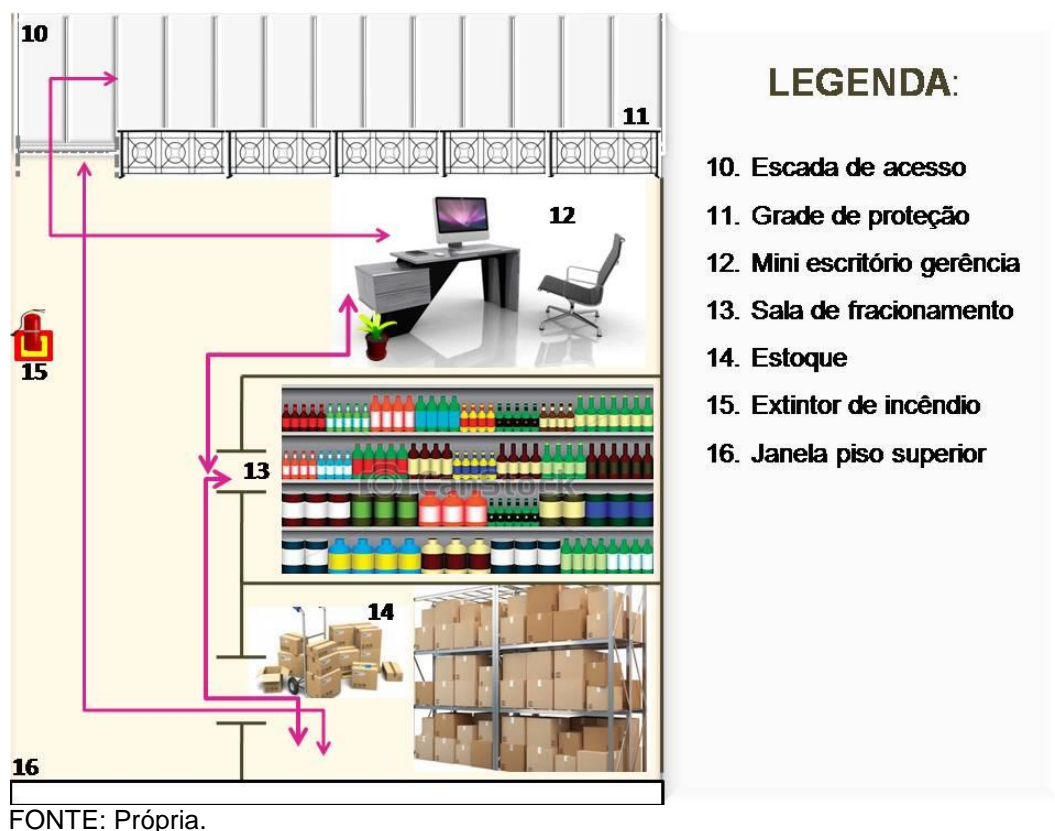 10
11
12
15
13
14
16
LEGENDA:
10. Escada de acesso
11. Grade de proteção
12. Mini escritório gerência
13. Sala de fracionamento
14. Estoque
15. Extintor de incêndio
16. Janela piso superior
CanStock
FONTE: Própria.